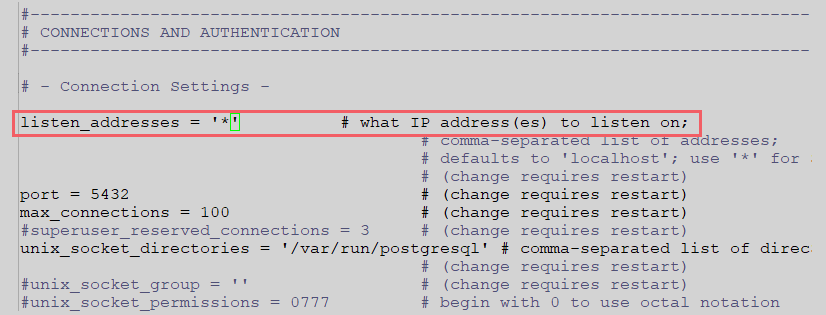 #------------------------------------------------------------------------------
# CONNECTIONS AND AUTHENTICATION
#------------------------------------------------------------------------------
# - Connection Settings -
listen_addresses = '*' # what IP address(es) to listen on;
# comma-separated list of addresses;
# defaults to 'localhost'; use '*' for
# (change requires restart)
port = 5432 # (change requires restart)
max_connections = 100 # (change requires restart)
#superuser_reserved_connections = 3 # (change requires restart)
unix_socket_directories = '/var/run/postgresql' # comma-separated list of direc
# (change requires restart)
#unix_socket_group = '' # (change requires restart)
#unix_socket_permissions = 0777 # begin with 0 to use octal notation